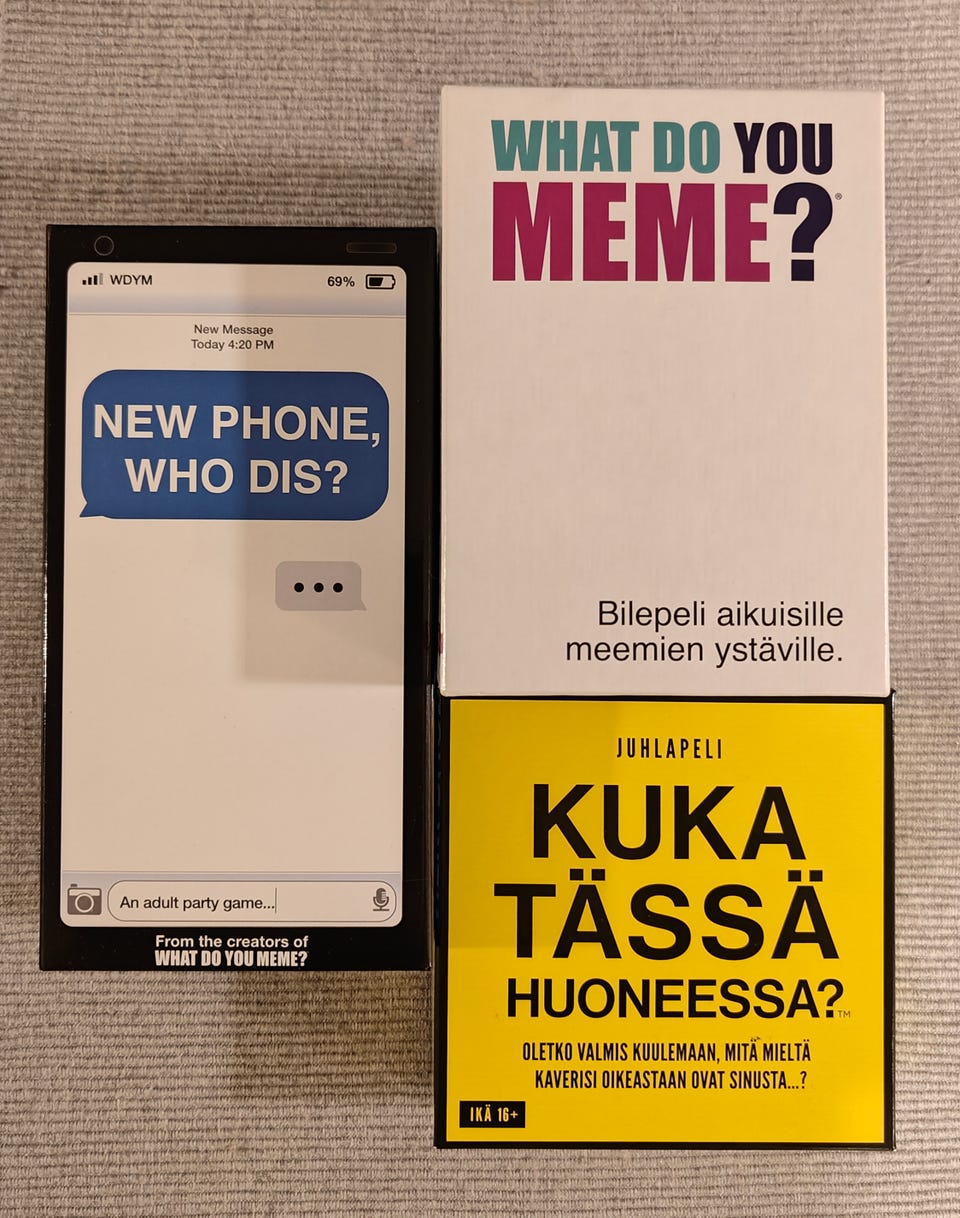 WDYM 69%
New Message
Today 4:20 PM
NEW PHONE,
WHO DIS?
An adult party game...
From the creators of
WHAT DO YOU MEME?
WHAT DO YOU
MEME?®
Bilepeli aikuisille
meemien ystäville.
JUHLAPELI
KUKA
TÄSSÄ
HUONEESSA?™
OLETKO VALMIS KUULEMAAN, MITÄ MIELTÄ
KAVERISI OIKEASTAAN OVAT SINUSTA...?
IKÄ 16+